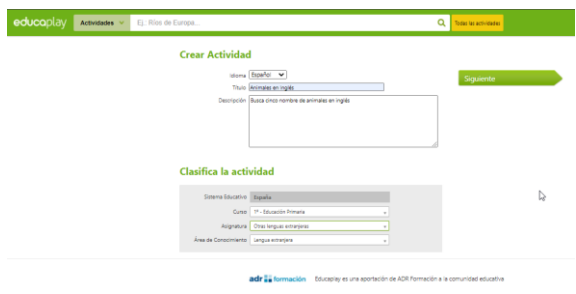 educaplay Actividades Ej. Ríos de Europa... Todas las actividades
Crear Actividad
Idioma Español
Siguiente
Título Animales en inglés
Descripción Busca cinco nombre de animales en inglés
Clasifica la actividad
Sistema Educativo España
Curso 1º - Educación Primaria
Asignatura Otras lenguas extranjeras
Área de Conocimiento Lengua extranjera
adr formación Educaplay es una aportación de ADR Formación a la comunidad educativa